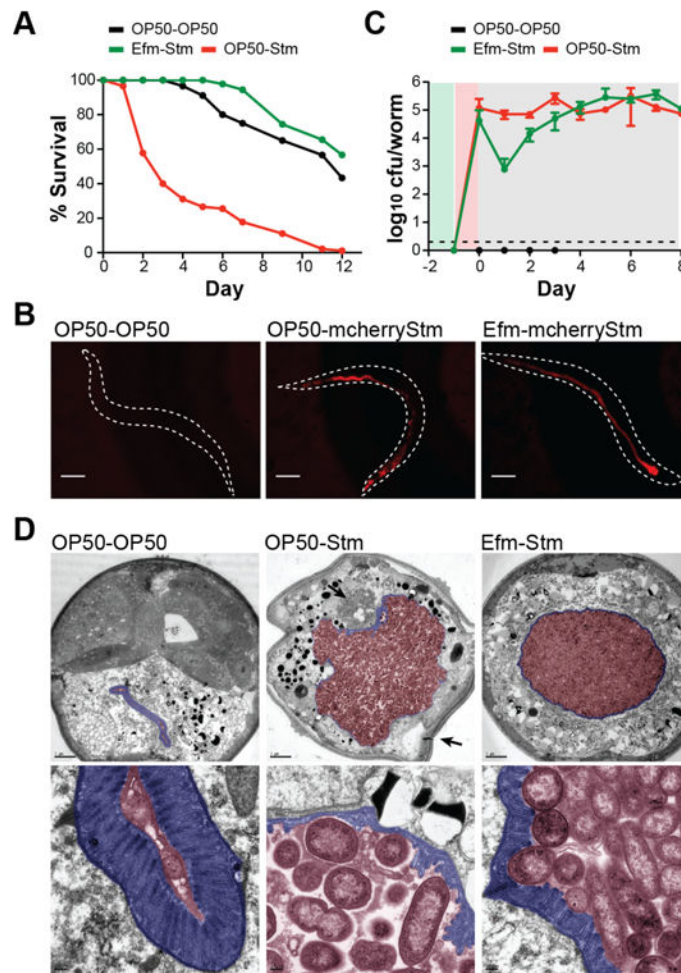 A
OP50-OP50
Efm-Stm OP50-Stm
% Survival
100
80
60
40
20
0
0 2 4 6 8 10 12
Day
C
OP50-OP50
Efm-Stm OP50-Stm
log10 cfu/worm
6
5
4
3
2
1
0
-2 0 2 4 6 8
Day
B
OP50-OP50 OP50-mcherryStm Efm-mcherryStm
D
OP50-OP50 OP50-Stm Efm-Stm